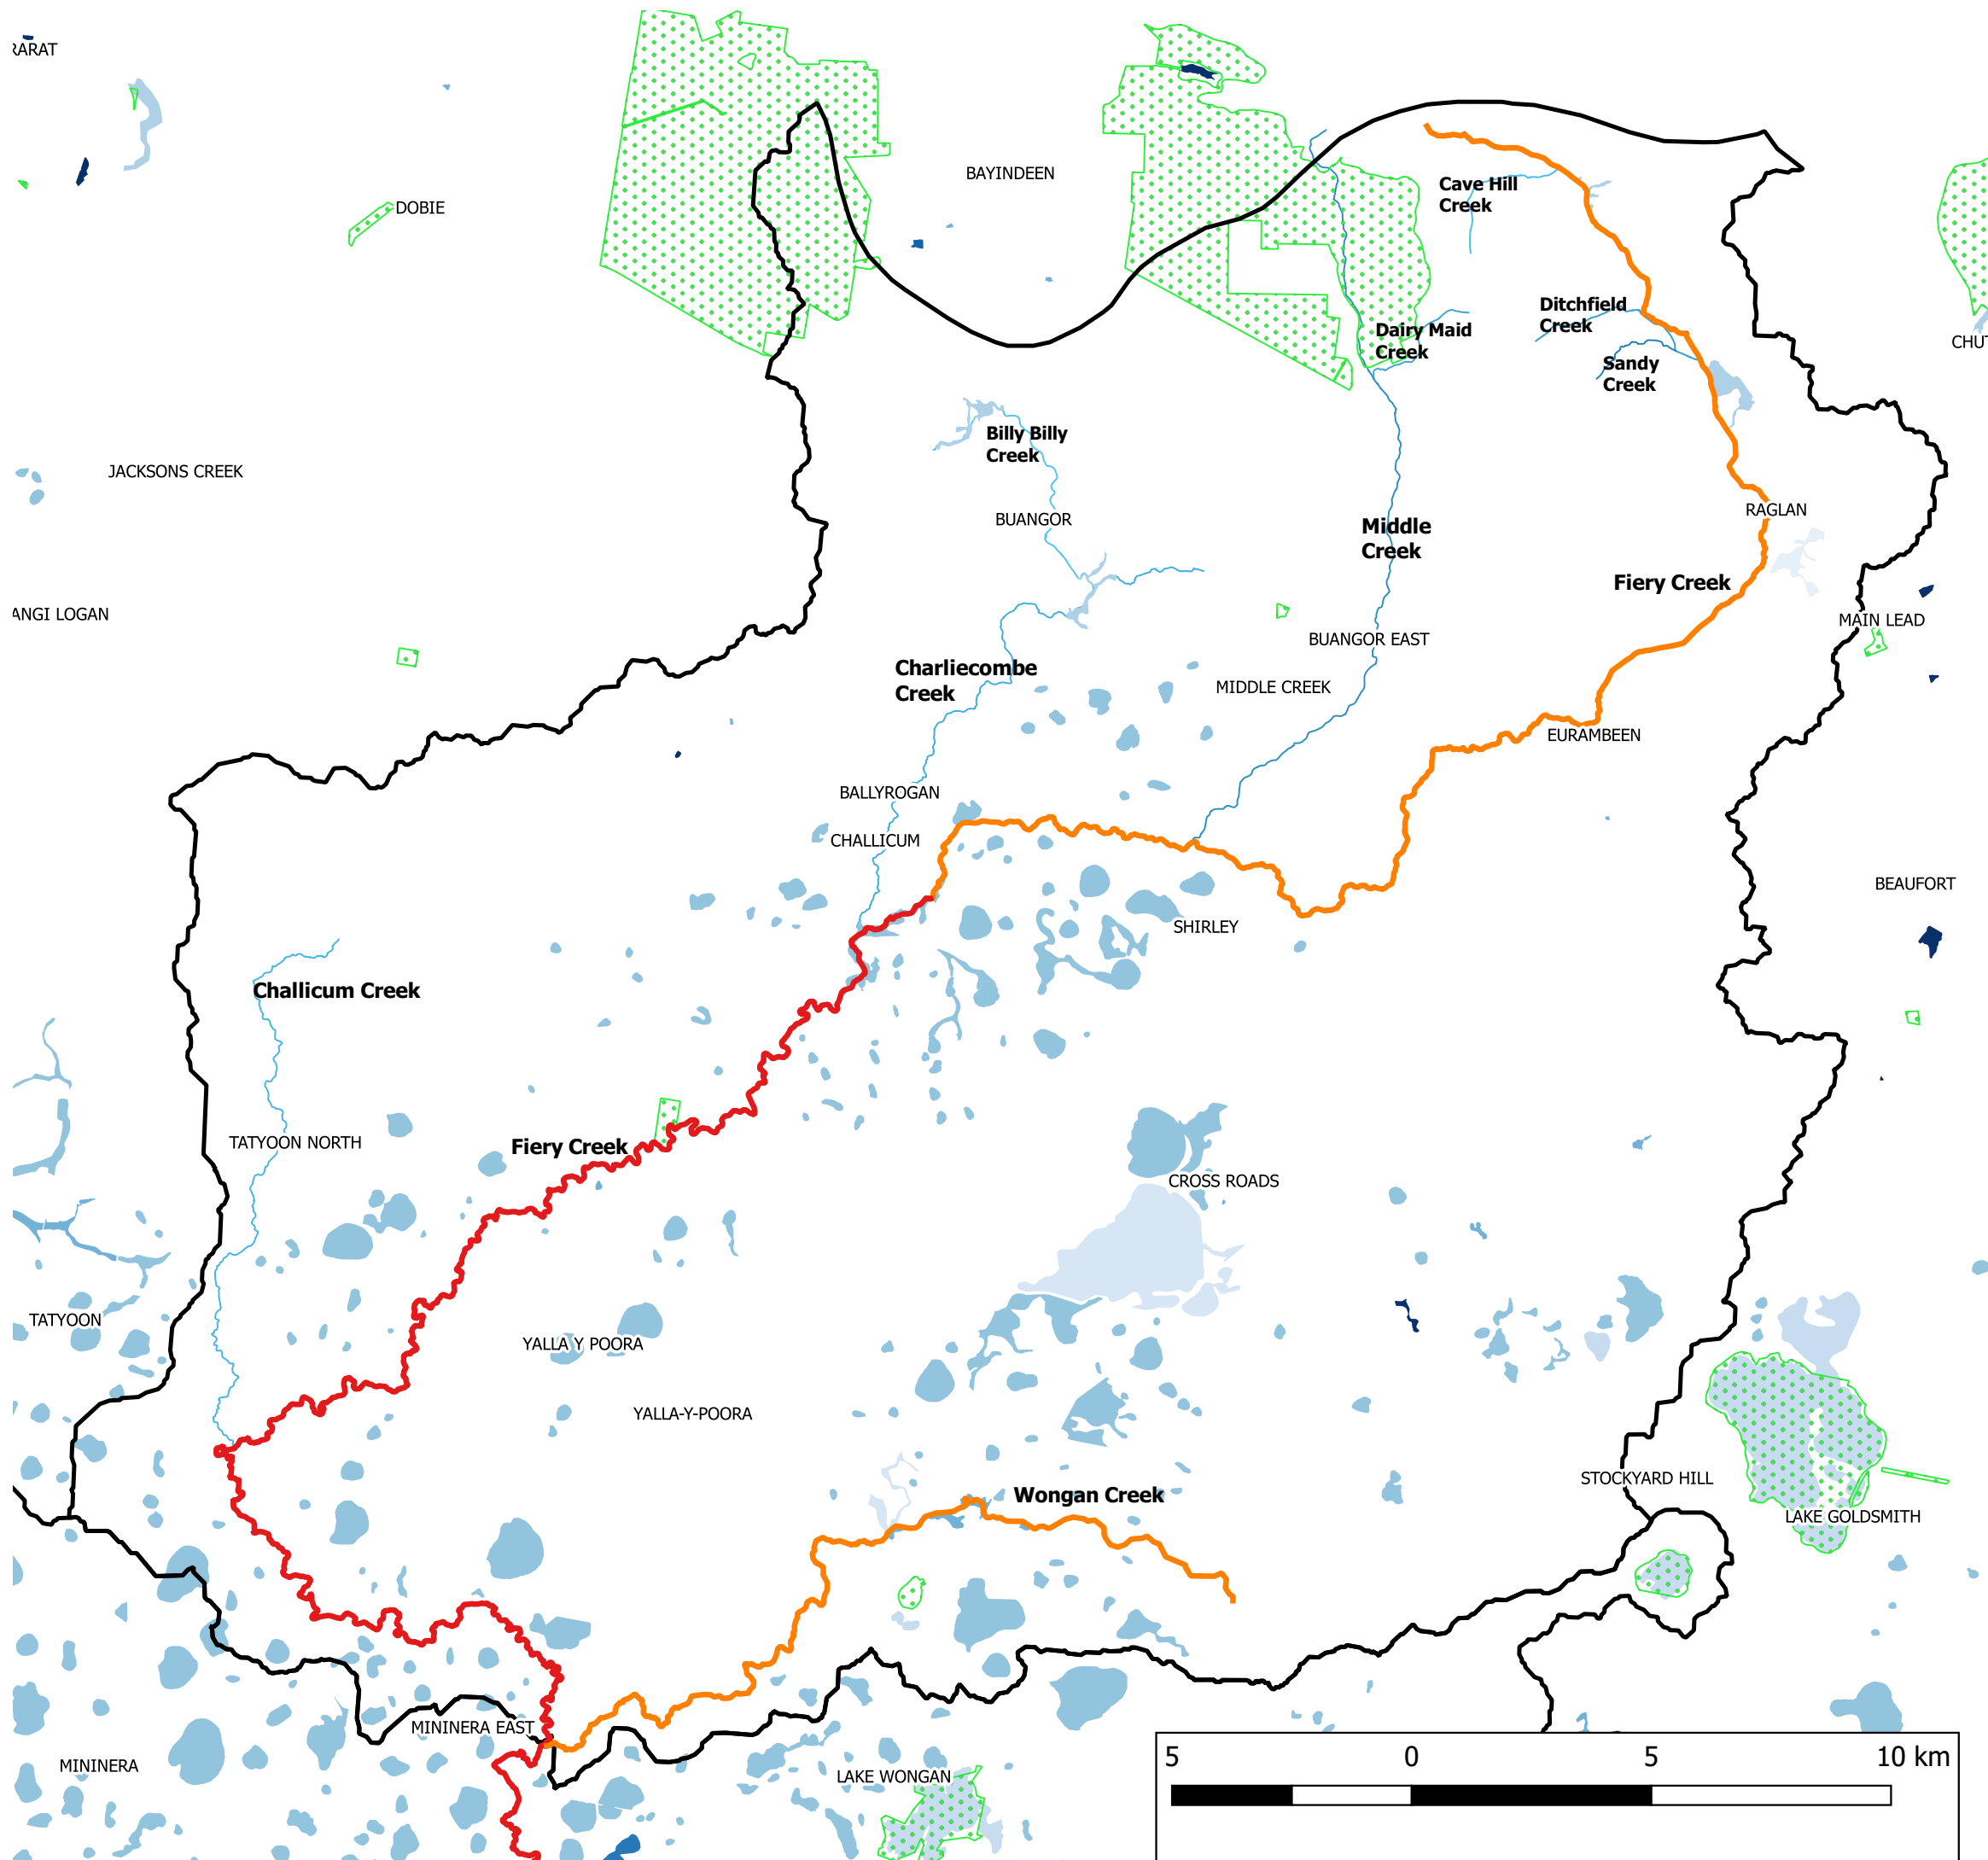 RARAT
BAYINDEEN
Cave Hill
Creek
DOBIE
Ditchfield
Creek
Dairy Maid
Creek
CHUT
Sandy
Creek
Billy Billy
Creek
JACKSONS CREEK
BUANGOR
RAGLAN
Middle
Creek
Fiery Creek
ANGI LOGAN
MAIN LEAD
BUANGOR EAST
Charliecombe
Creek
MIDDLE CREEK
EURAMBEEN
BALLYROGAN
CHALLICUM
BEAUFORT
SHIRLEY
Challicum Creek
TATYOON NORTH
Fiery Creek
CROSS ROADS
TATYOON
YALLA Y POORA
YALLA-Y-POORA
STOCKYARD HILL
Wongan Creek
LAKE GOLDSMITH
MININERA EAST
MININERA
LAKE WONGAN
5 0 5 10 km